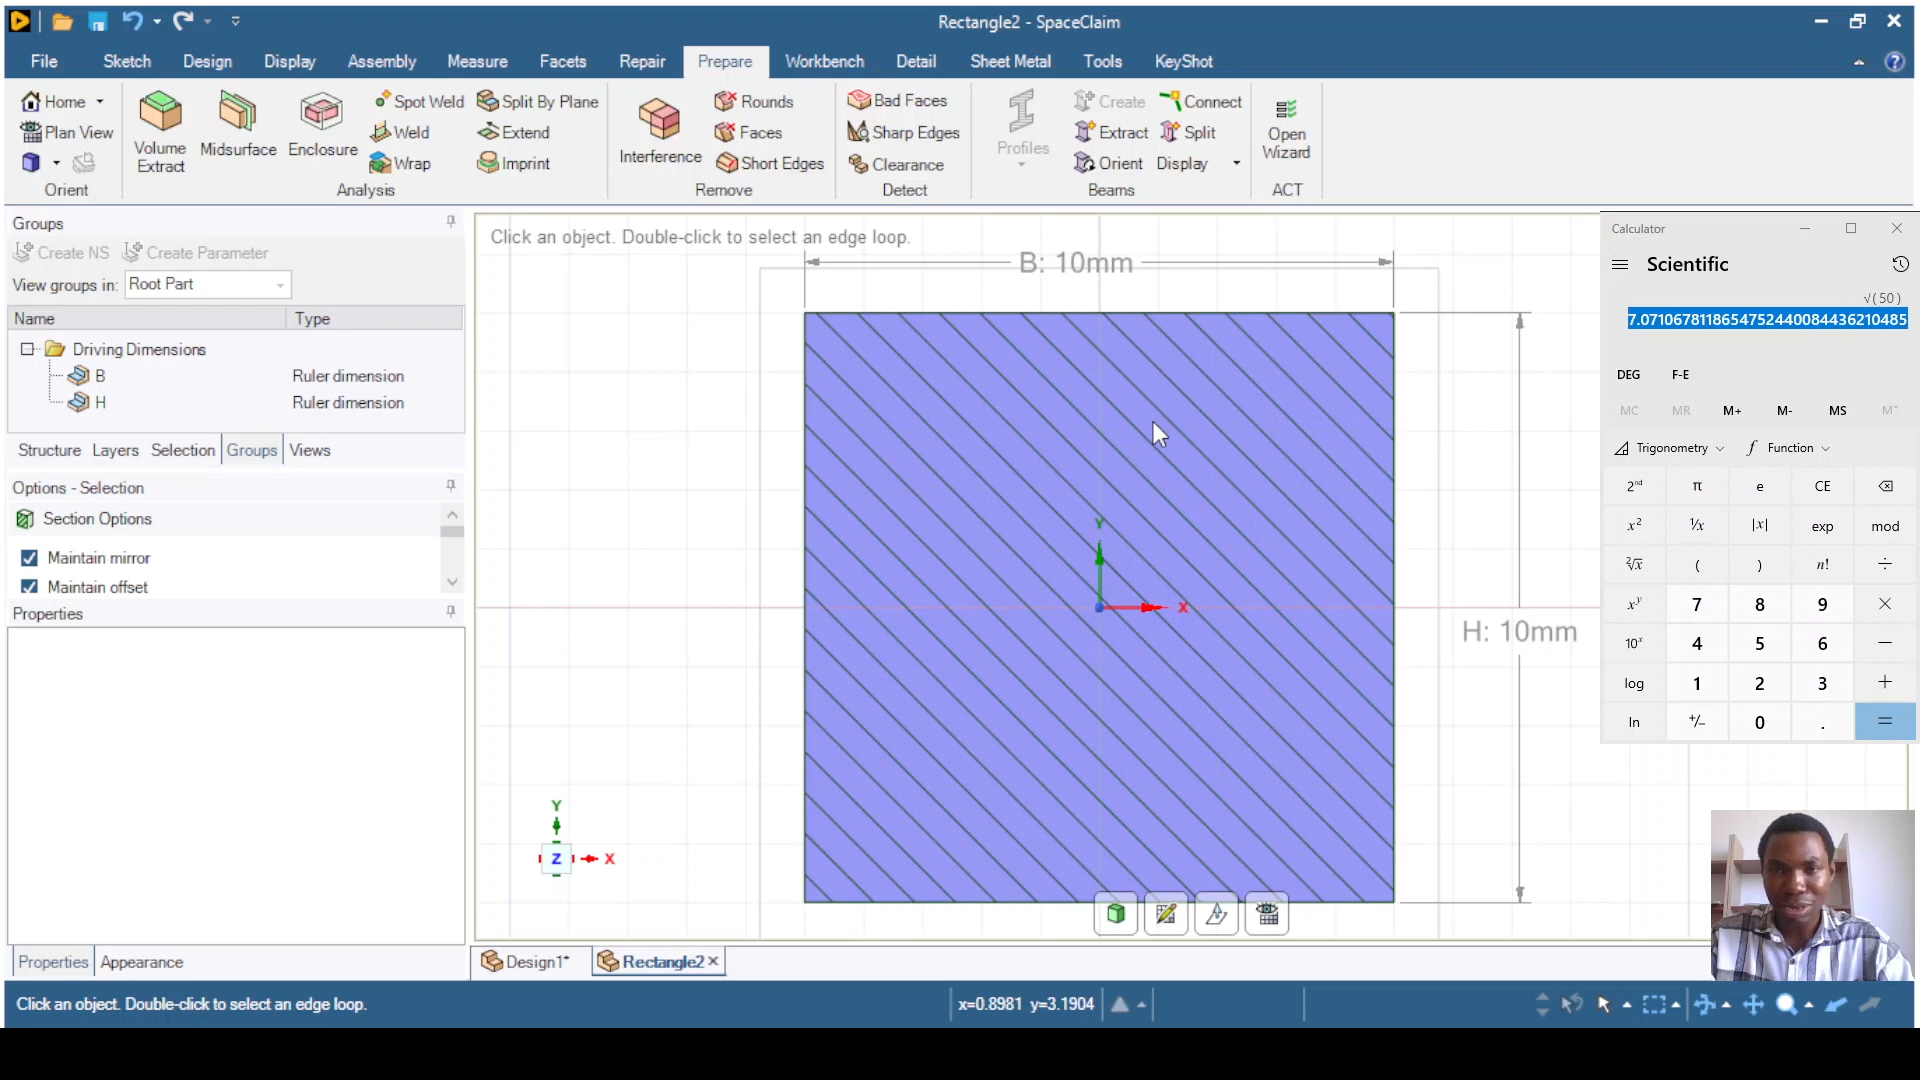 Rectangle2 - SpaceClaim
File Sketch Design Display Assembly Measure Facets Repair Prepare Workbench Detail Sheet Metal Tools KeyShot
Home
Plan View
Orient
Volume Extract
Midsurface
Enclosure
Spot Weld
Weld
Wrap
Split By Plane
Extend
Imprint
Analysis
Interference
Rounds
Faces
Short Edges
Remove
Bad Faces
Sharp Edges
Clearance
Detect
Profiles
Create
Extract
Orient
Connect
Split
Display
Beams
Open Wizard
ACT
Groups
Create NS Create Parameter
View groups in: Root Part
Name Type
Driving Dimensions
B Ruler dimension
H Ruler dimension
Structure Layers Selection Groups Views
Options - Selection
Section Options
Maintain mirror
Maintain offset
Properties
Properties Appearance
Click an object. Double-click to select an edge loop.
B: 10mm
H: 10mm
Y
X
Y
Z X
Design1* Rectangle2
Calculator
Scientific
√( 50 )
7.0710678118654752440084436210485
DEG F-E
MC MR M+ M- MS M˅
Trigonometry f Function
2nd π e CE
x² ¹/x |x| exp mod
²√x ( ) n! ÷
xʸ 7 8 9 ×
10ˣ 4 5 6 −
log 1 2 3 +
ln +/− 0 . =
Click an object. Double-click to select an edge loop. x=0.8981 y=3.1904